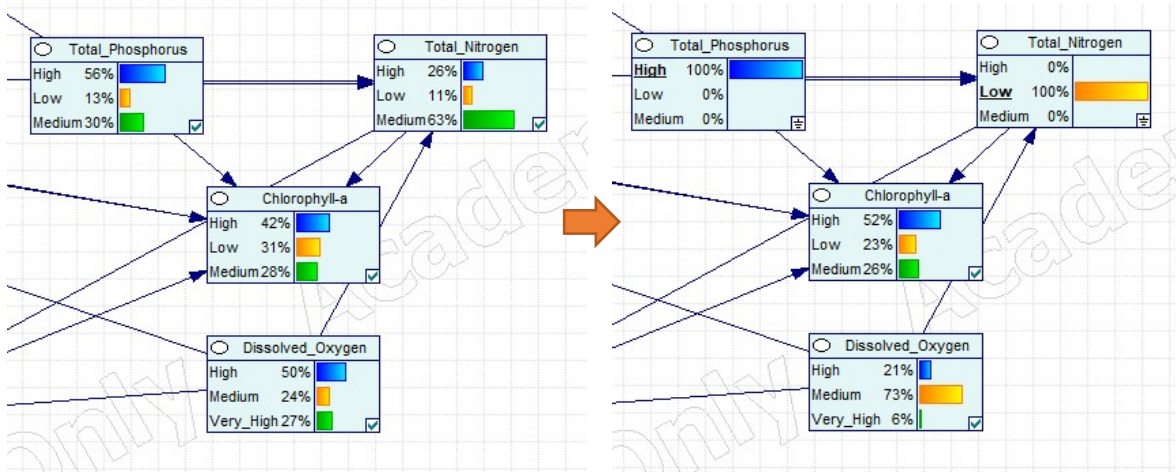 Total_Phosphorus
High 56%
Low 13%
Medium 30%
Total_Nitrogen
High 26%
Low 11%
Medium 63%
Chlorophyll-a
High 42%
Low 31%
Medium 28%
Dissolved_Oxygen
High 50%
Medium 24%
Very_High 27%
Total_Phosphorus
High 100%
Low 0%
Medium 0%
Total_Nitrogen
High 0%
Low 100%
Medium 0%
Chlorophyll-a
High 52%
Low 23%
Medium 26%
Dissolved_Oxygen
High 21%
Medium 73%
Very_High 6%
Only
Only